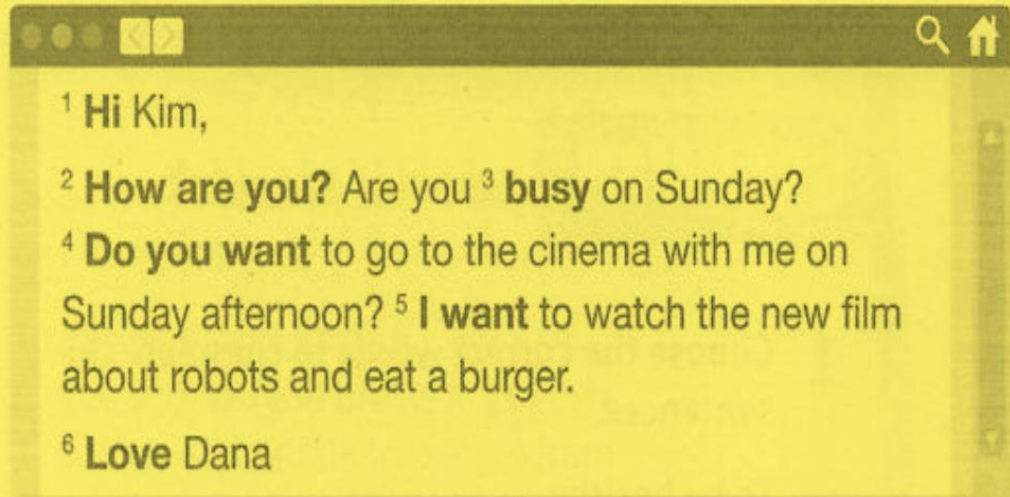 ¹ Hi Kim,
² How are you? Are you ³ busy on Sunday?
⁴ Do you want to go to the cinema with me on
Sunday afternoon? ⁵ I want to watch the new film
about robots and eat a burger.
⁶ Love Dana